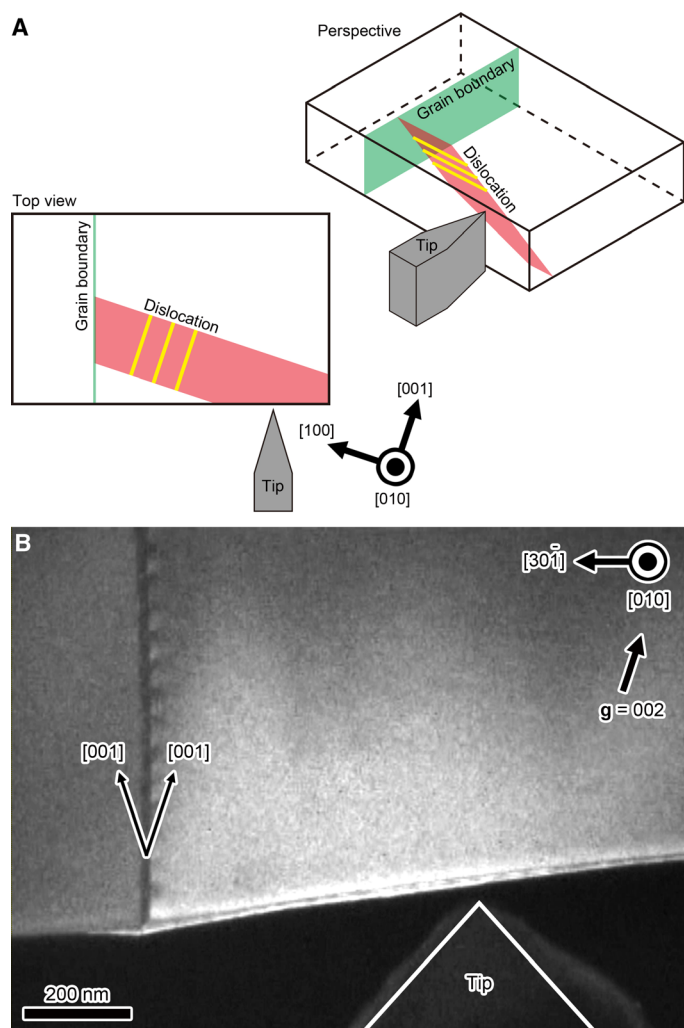 A
Perspective
Grain boundary
Dislocation
Tip
Top view
Grain boundary
Dislocation
Tip
[100]
[001]
[010]
B
[301̄]
[010]
g = 002
[001]
[001]
200 nm
Tip